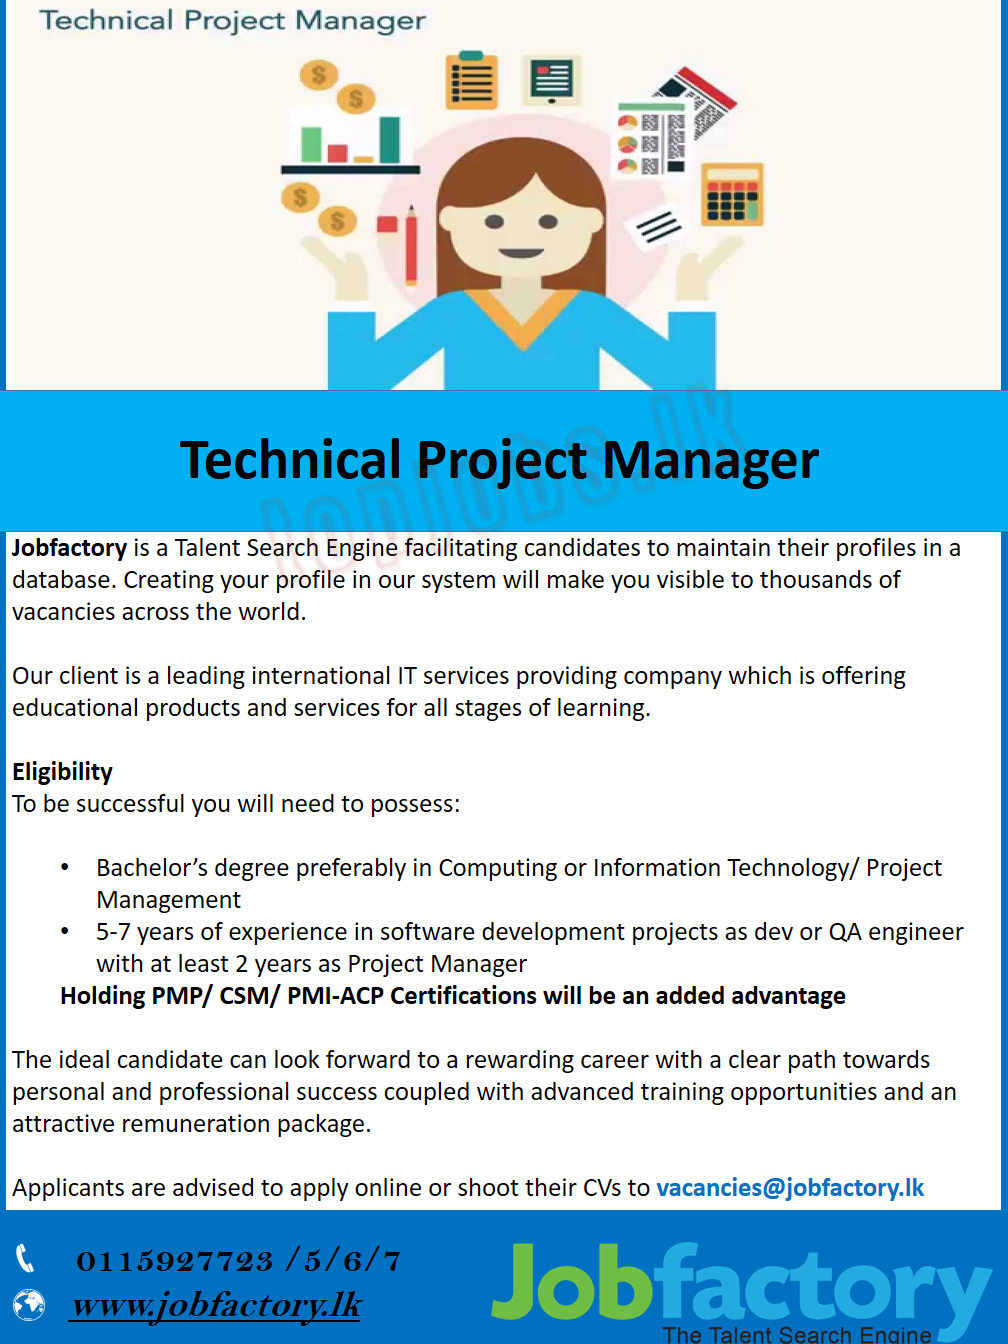 Technical Project Manager
Technical Project Manager
topjobs.lk
Jobfactory is a Talent Search Engine facilitating candidates to maintain their profiles in a
database. Creating your profile in our system will make you visible to thousands of
vacancies across the world.
Our client is a leading international IT services providing company which is offering
educational products and services for all stages of learning.
Eligibility
To be successful you will need to possess:
• Bachelor’s degree preferably in Computing or Information Technology/ Project
Management
• 5-7 years of experience in software development projects as dev or QA engineer
with at least 2 years as Project Manager
Holding PMP/ CSM/ PMI-ACP Certifications will be an added advantage
The ideal candidate can look forward to a rewarding career with a clear path towards
personal and professional success coupled with advanced training opportunities and an
attractive remuneration package.
Applicants are advised to apply online or shoot their CVs to vacancies@jobfactory.lk
0115927723 /5/6/7
www.jobfactory.lk
Jobfactory
The Talent Search Engine